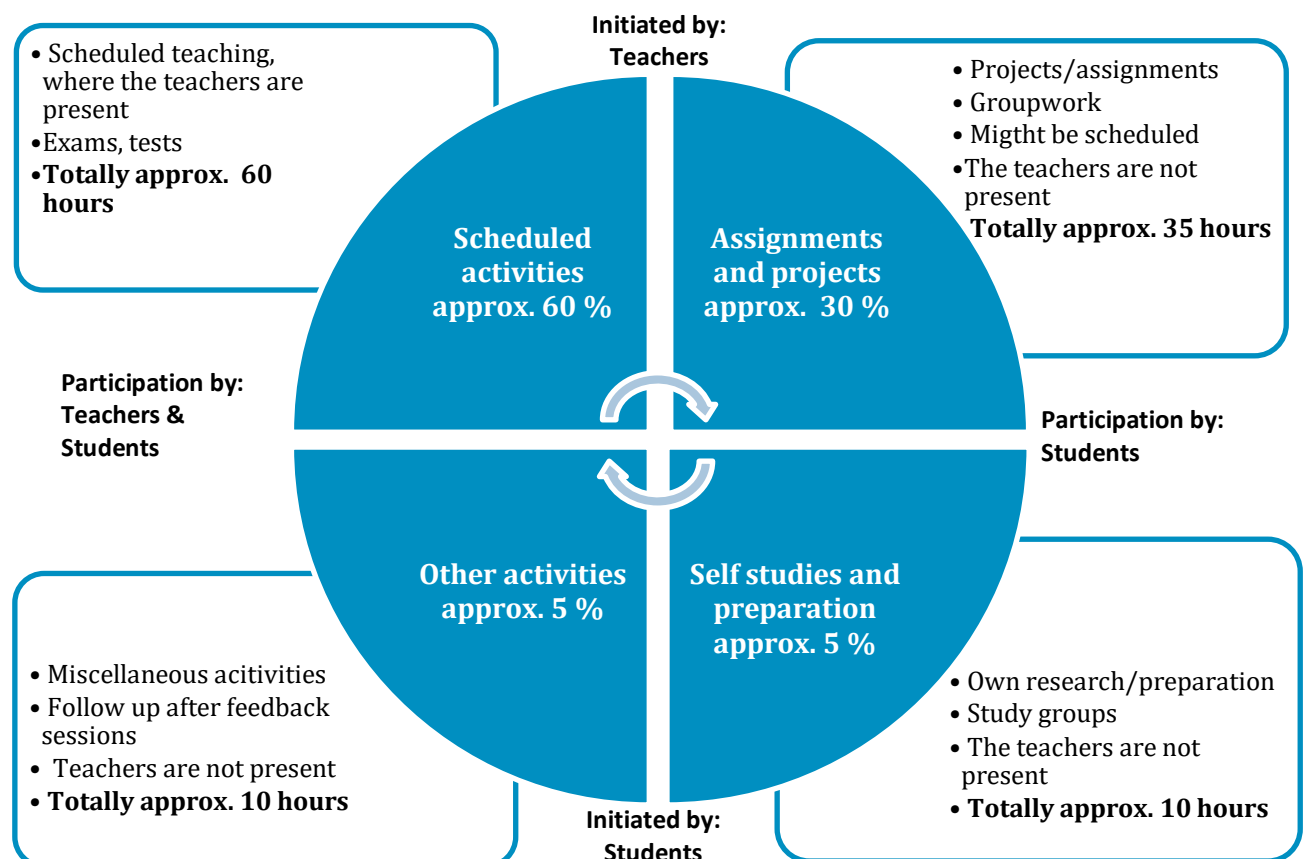 Initiated by:
Teachers
• Scheduled teaching,
where the teachers are
present
•Exams, tests
•Totally approx.  60
hours
• Projects/assignments
• Groupwork
• Migtht be scheduled
•The teachers are not
present
Totally approx. 35 hours
Scheduled
activities
approx. 60 %
Assignments
and projects
approx.  30 %
Participation by:
Teachers &
Students
Participation by:
Students
Other activities
approx. 5 %
Self studies and
preparation
approx. 5 %
• Miscellaneous acitivities
• Follow up after feedback
sessions
•  Teachers are not present
• Totally approx. 10 hours
• Own research/preparation
• Study groups
• The teachers are not
present
• Totally approx. 10 hours
Initiated by:
Students